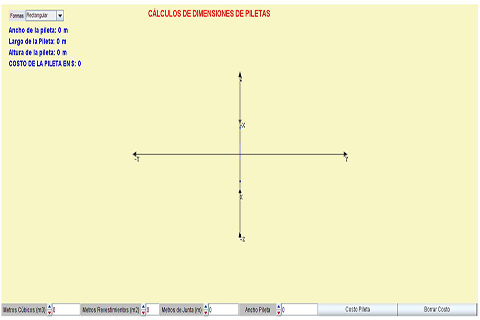 CÁLCULOS DE DIMENSIONES DE PILETAS
Formas Rectangular
Ancho de la pileta: 0 m
Largo de la Pileta: 0 m
Altura de la pileta: 0 m
COSTO DE LA PILETA EN $: 0
Z
-X
-Y
Y
X
-Z
Metros Cúbicos (m3) 0 Metros Revestimientos (m2) 0 Metros de Junta (m) 0 Ancho Pileta 0 Costo Pileta Borrar Costo